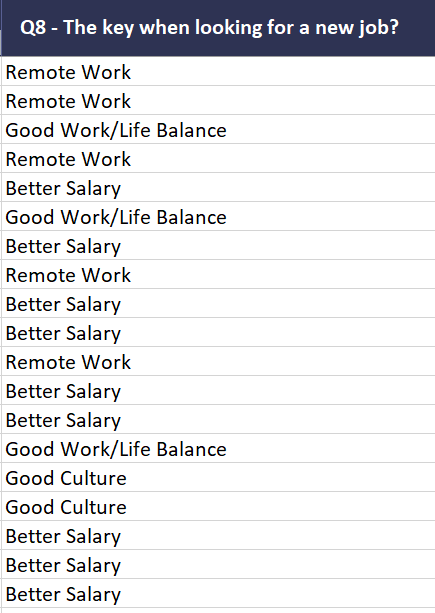 Q8 - The key when looking for a new job?
Remote Work
Remote Work
Good Work/Life Balance
Remote Work
Better Salary
Good Work/Life Balance
Better Salary
Remote Work
Better Salary
Better Salary
Remote Work
Better Salary
Better Salary
Good Work/Life Balance
Good Culture
Good Culture
Better Salary
Better Salary
Better Salary